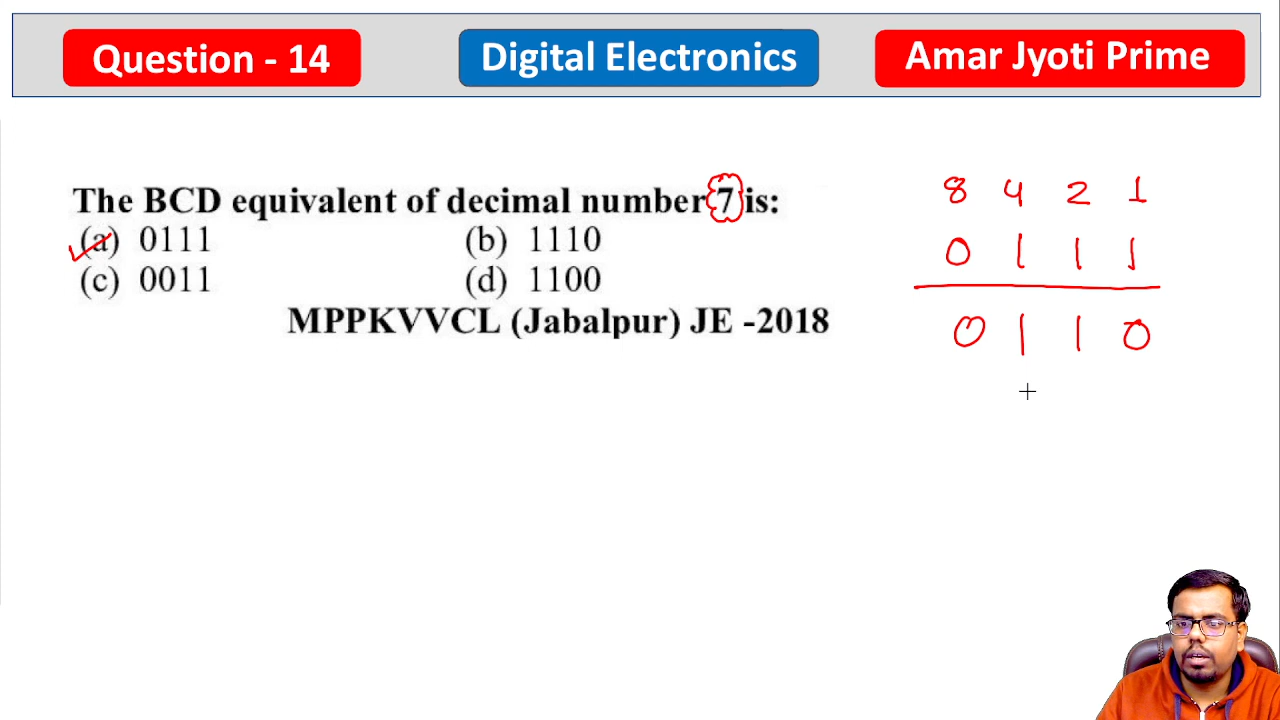 Question - 14
Digital Electronics
Amar Jyoti Prime
The BCD equivalent of decimal number 7 is:
(a) 0111 (b) 1110
(c) 0011 (d) 1100
MPPKVVCL (Jabalpur) JE -2018
8 4 2 1
0 1 1 1
0 1 1 0